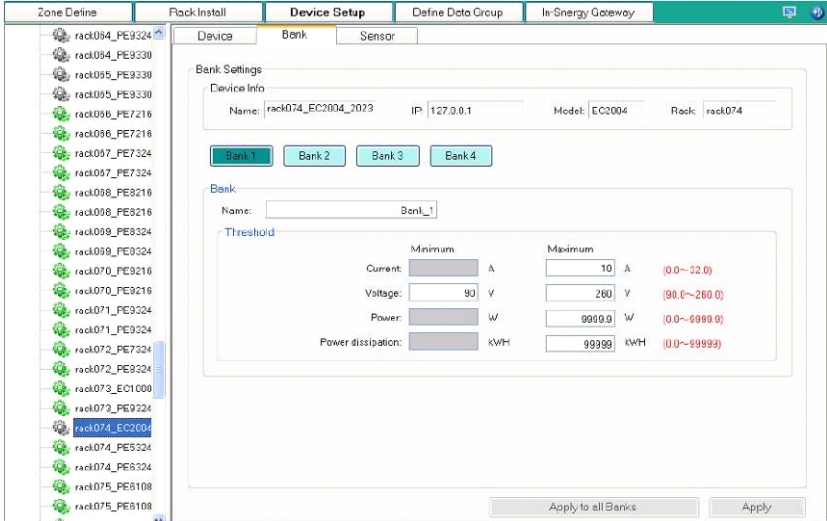 Zone Define Rack Install Device Setup Define Data Group In-Snergy Gateway
rack064_PE9324
rack064_PE9330
rack065_PE9330
rack065_PE9330
rack066_PE7216
rack066_PE7216
rack067_PE7324
rack067_PE7324
rack068_PE8216
rack068_PE8216
rack069_PE8324
rack069_PE8324
rack070_PE9216
rack070_PE9216
rack071_PE9324
rack071_PE9324
rack072_PE7324
rack072_PE8324
rack073_EC1000
rack073_PE9324
rack074_EC2004
rack074_PE5324
rack074_PE6324
rack075_PE6108
rack075_PE6108
Device Bank Sensor
Bank Settings
Device Info
Name: rack074_EC2004_2023 IP: 127.0.0.1 Model: EC2004 Rack: rack074
Bank 1 Bank 2 Bank 3 Bank 4
Bank
Name: Bank_1
Threshold
Minimum Maximum
Current: A 10 A (0.0~32.0)
Voltage: 90 V 260 V (90.0~260.0)
Power: W 9999.9 W (0.0~9999.9)
Power dissipation: KWH 99999 KWH (0.0~99999)
Apply to all Banks Apply